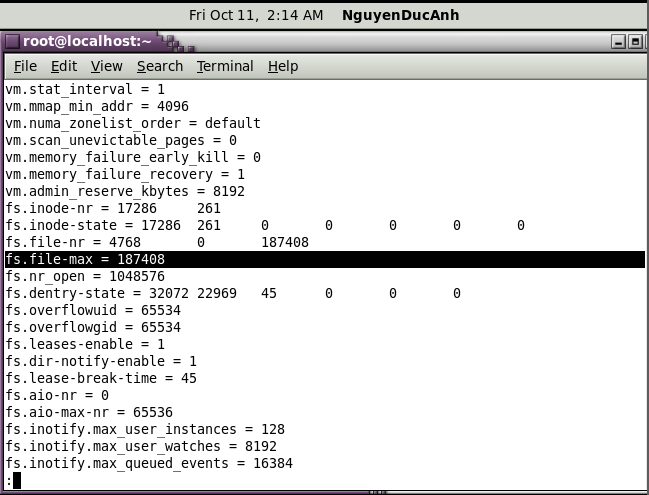 Fri Oct 11, 2:14 AM NguyenDucAnh
root@localhost:~
File Edit View Search Terminal Help
vm.stat_interval = 1
vm.mmap_min_addr = 4096
vm.numa_zonelist_order = default
vm.scan_unevictable_pages = 0
vm.memory_failure_early_kill = 0
vm.memory_failure_recovery = 1
vm.admin_reserve_kbytes = 8192
fs.inode-nr = 17286 261
fs.inode-state = 17286 261 0 0 0 0 0
fs.file-nr = 4768 0 187408
fs.file-max = 187408
fs.nr_open = 1048576
fs.dentry-state = 32072 22969 45 0 0 0
fs.overflowuid = 65534
fs.overflowgid = 65534
fs.leases-enable = 1
fs.dir-notify-enable = 1
fs.lease-break-time = 45
fs.aio-nr = 0
fs.aio-max-nr = 65536
fs.inotify.max_user_instances = 128
fs.inotify.max_user_watches = 8192
fs.inotify.max_queued_events = 16384
: